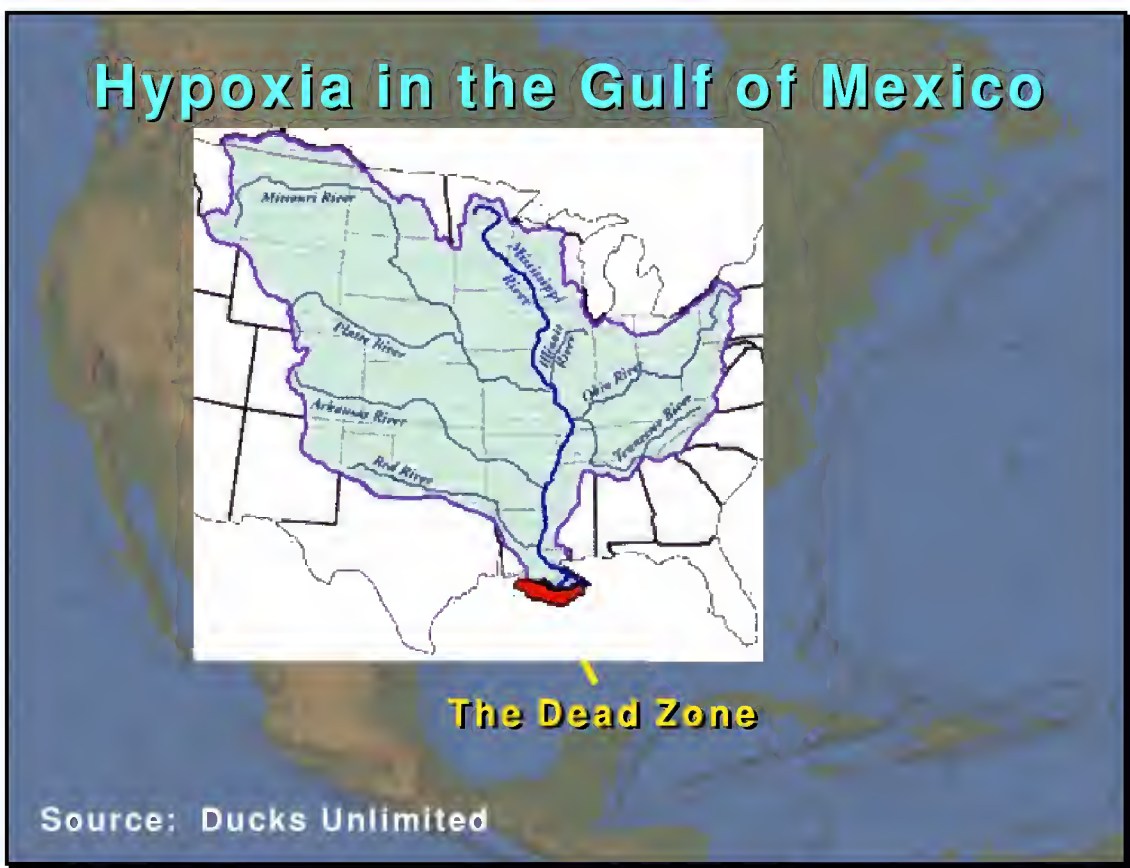 Hypoxia in the Gulf of Mexico
Missouri River
Mississippi
River
Platte River
Illinois
River
Ohio River
Arkansas River
Tennessee River
Red River
The Dead Zone
Source: Ducks Unlimited